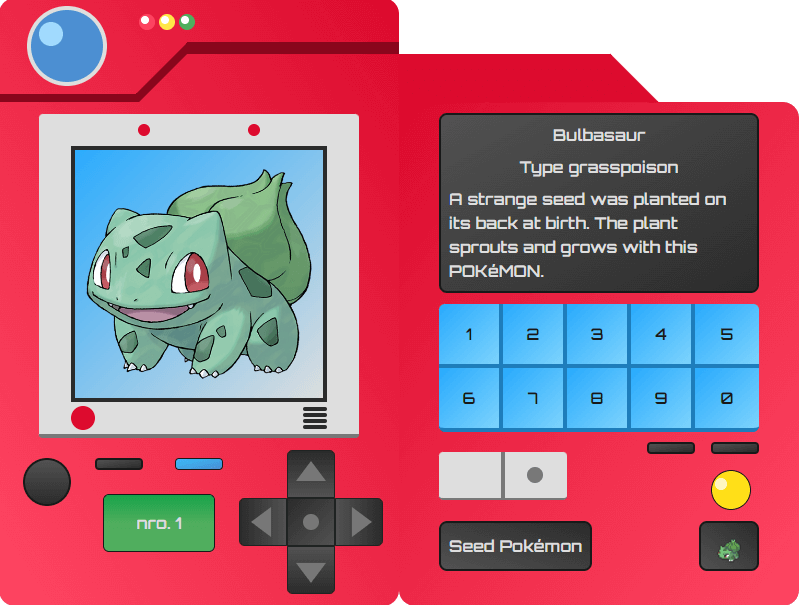 Bulbasaur
Type grasspoison
A strange seed was planted on
its back at birth. The plant
sprouts and grows with this
POKéMON.
1 2 3 4 5
6 7 8 9 0
nro. 1
Seed Pokémon